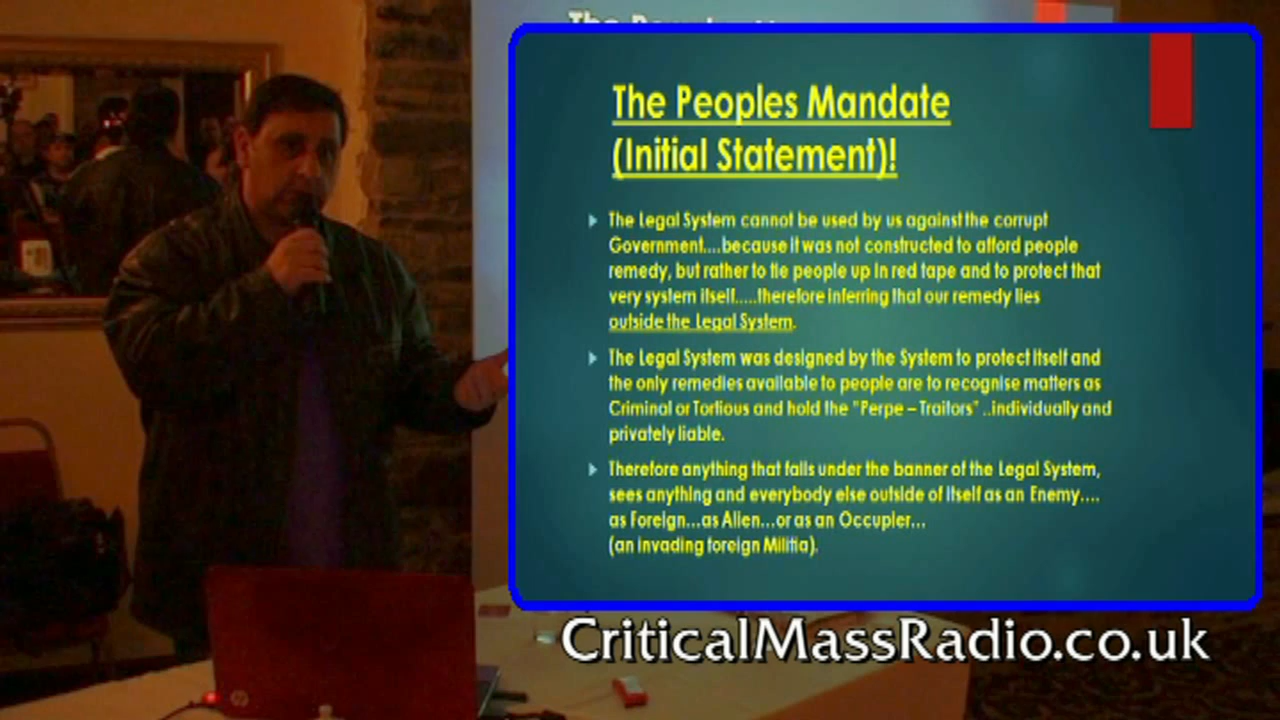 The Peoples Mandate
(Initial Statement)!
The Legal System cannot be used by us against the corrupt
Government....because it was not constructed to afford people
remedy, but rather to tie people up in red tape and to protect that
very system itself.....therefore inferring that our remedy lies
outside the Legal System.
The Legal System was designed by the System to protect itself and
the only remedies available to people are to recognise matters as
Criminal or Tortious and hold the "Perpe – Traitors" ..individually and
privately liable.
Therefore anything that falls under the banner of the Legal System,
sees anything and everybody else outside of itself as an Enemy....
as Foreign...as Alien...or as an Occupier...
(an invading foreign Militia).
CriticalMassRadio.co.uk